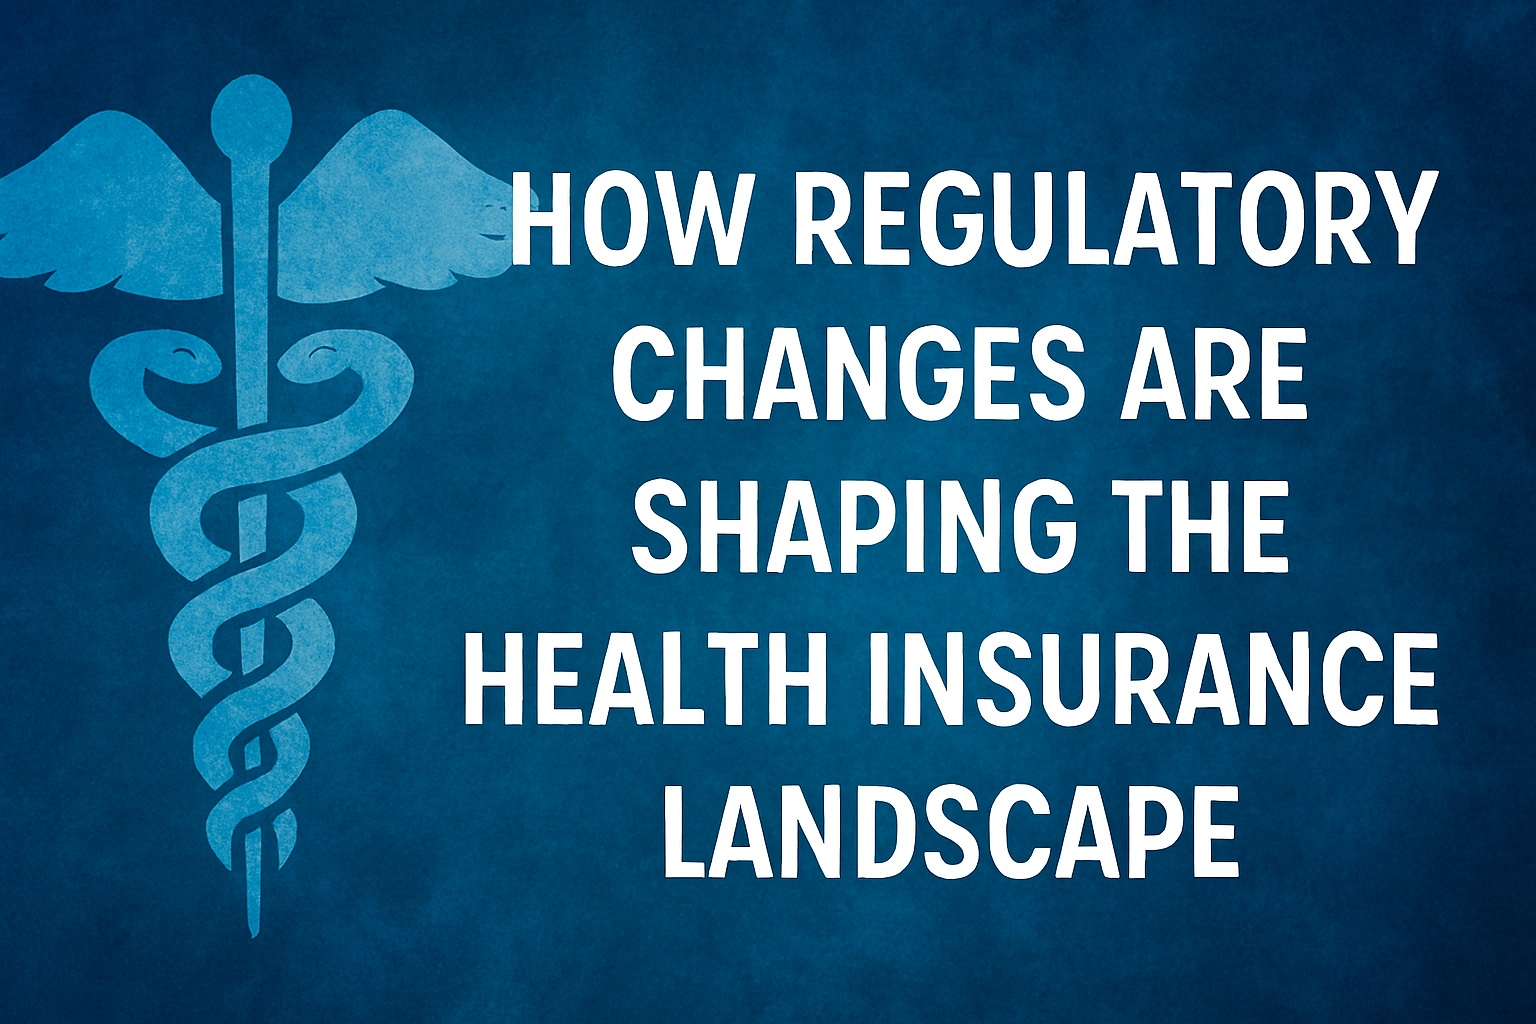 HOW REGULATORY
CHANGES ARE
SHAPING THE
HEALTH INSURANCE
LANDSCAPE